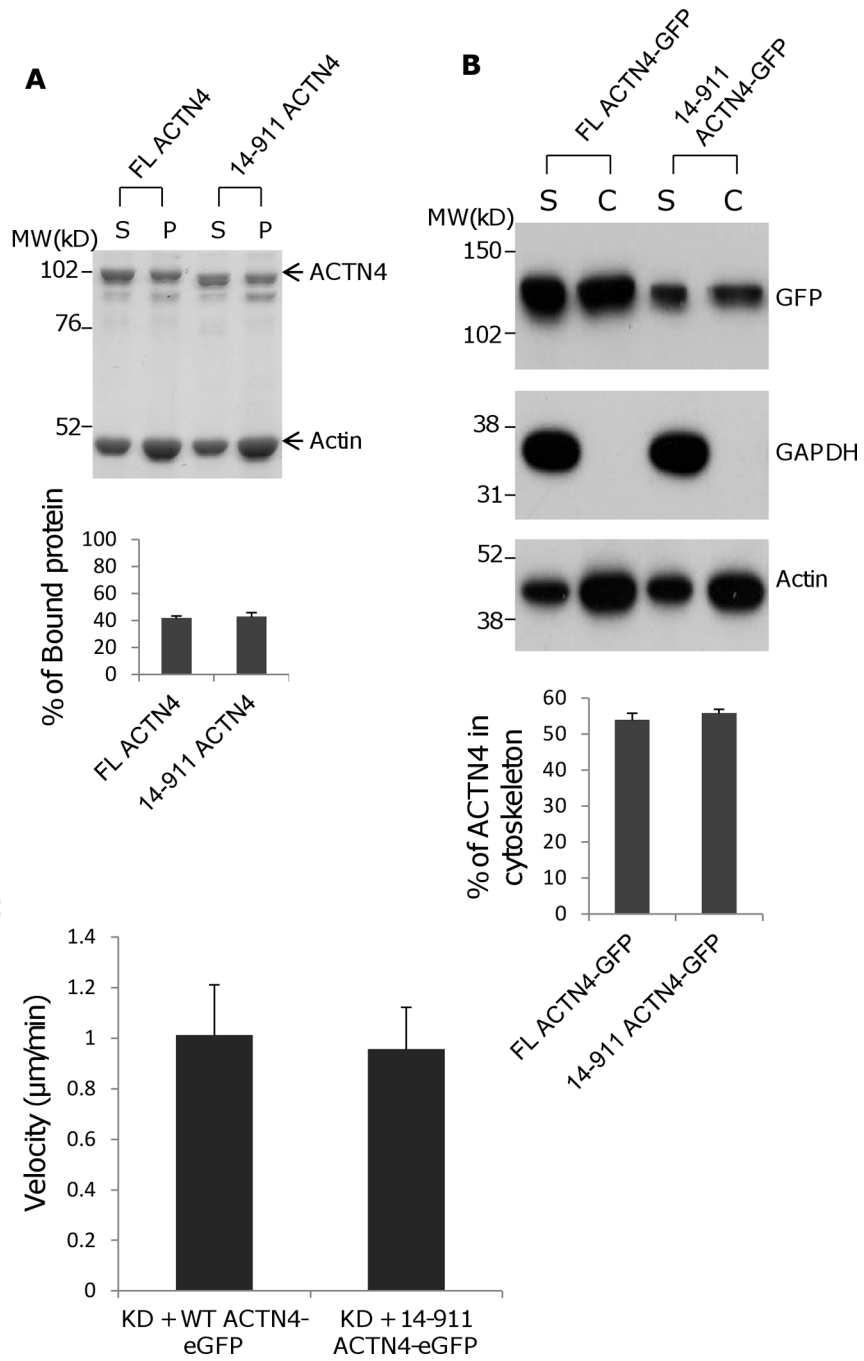 A
FL ACTN4
14-911 ACTN4
S P S P
MW(kD)
102
ACTN4
76
52
Actin
% of Bound protein
100
80
60
40
20
0
FL ACTN4
14-911 ACTN4
B
FL ACTN4-GFP
14-911
ACTN4-GFP
S C S C
MW(kD)
150
GFP
102
38
GAPDH
31
52
Actin
38
% of ACTN4 in
cytoskeleton
60
50
40
30
20
10
0
FL ACTN4-GFP
14-911 ACTN4-GFP
Velocity (µm/min)
1.4
1.2
1
0.8
0.6
0.4
0.2
0
KD + WT ACTN4-
eGFP
KD + 14-911
ACTN4-eGFP